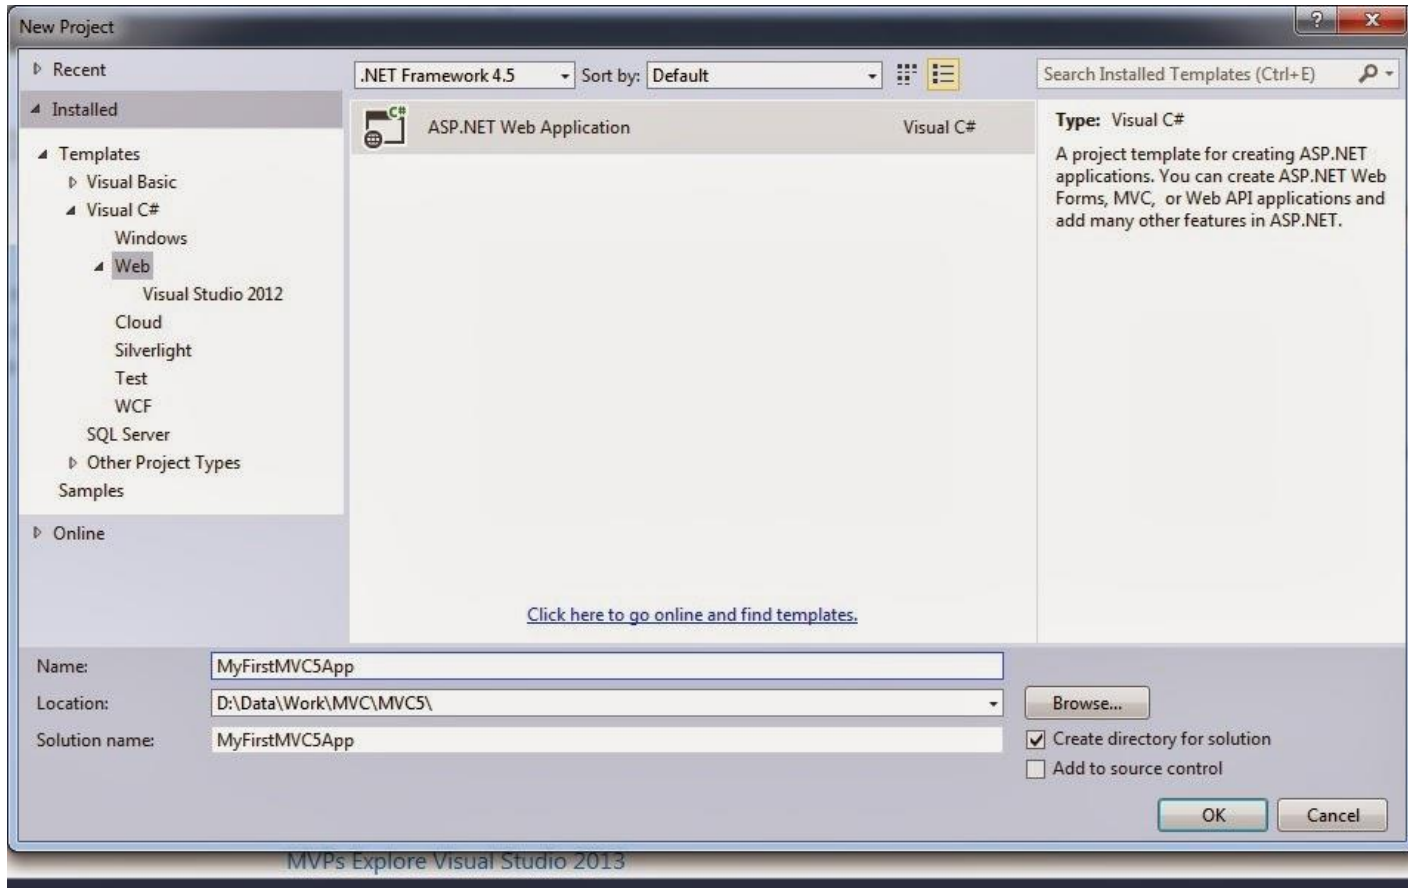 New Project
?
x
Recent
.NET Framework 4.5
Sort by:
Default
Search Installed Templates (Ctrl+E)
Installed
Templates
Visual Basic
Visual C#
Windows
Web
Visual Studio 2012
Cloud
Silverlight
Test
WCF
SQL Server
Other Project Types
Samples
Online
C#
ASP.NET Web Application
Visual C#
Click here to go online and find templates.
Type: Visual C#
A project template for creating ASP.NET
applications. You can create ASP.NET Web
Forms, MVC, or Web API applications and
add many other features in ASP.NET.
Name:
MyFirstMVC5App
Location:
D:\Data\Work\MVC\MVC5\
Browse...
Solution name:
MyFirstMVC5App
Create directory for solution
Add to source control
OK
Cancel
MVPs Explore Visual Studio 2013